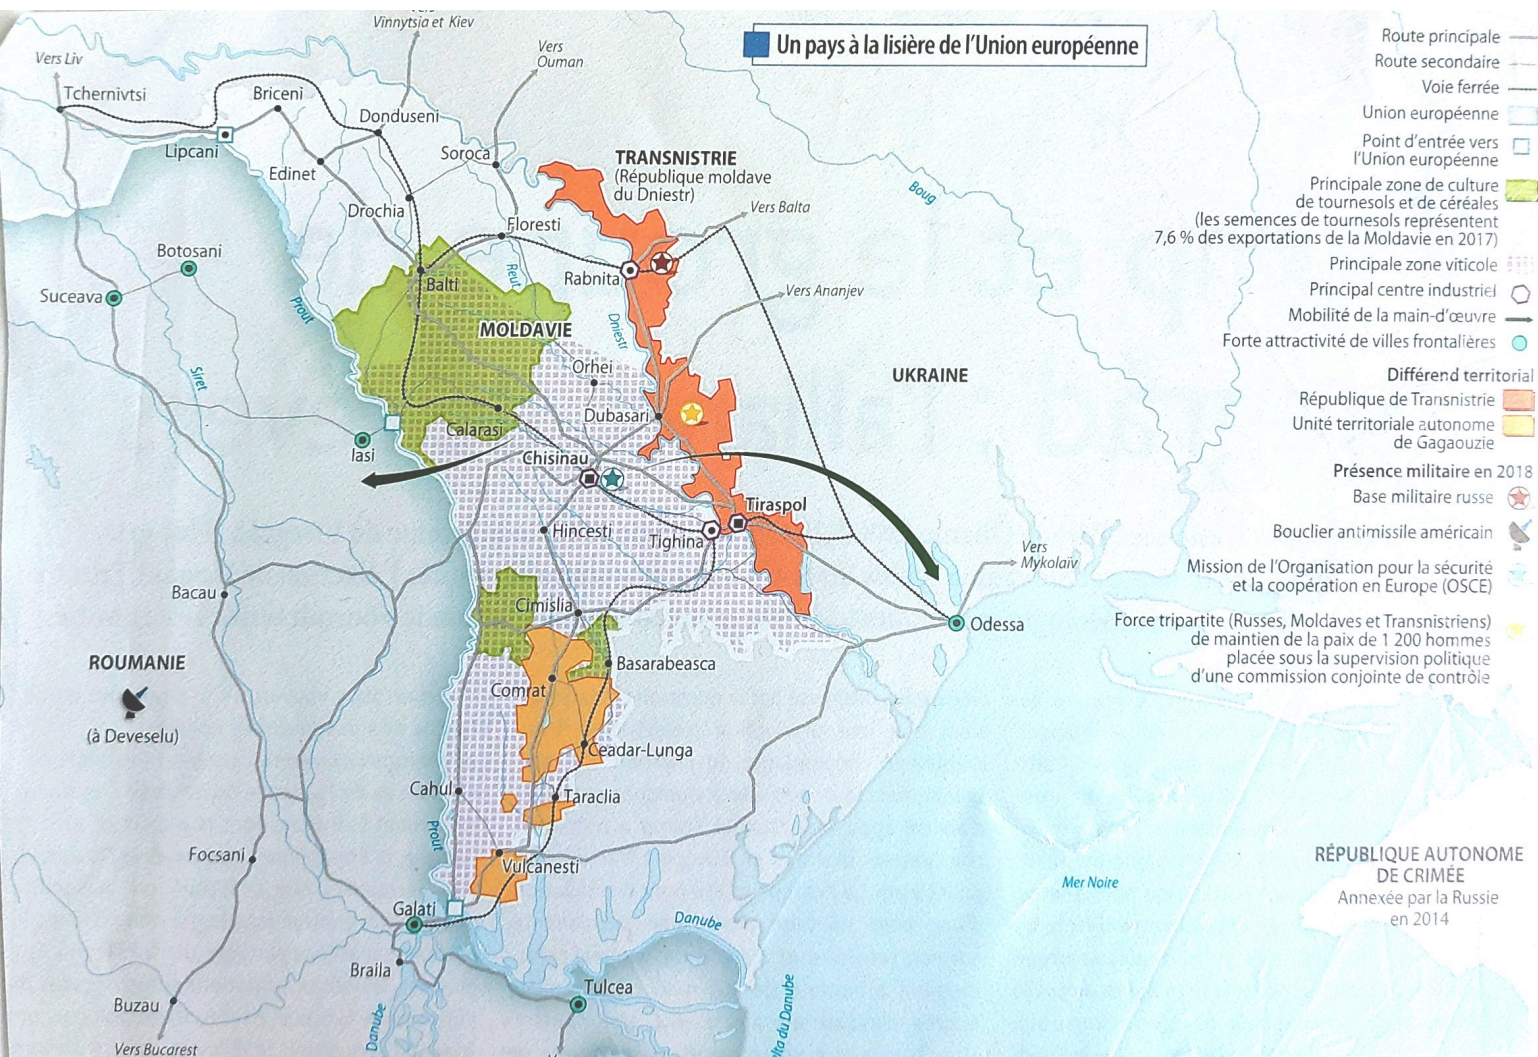 Un pays à la lisière de l'Union européenne
Vers
Vinnytsia et Kiev
Vers Liv
Vers
Ouman
Tchernivtsi
Briceni
Donduseni
Lipcani
Edinet
Soroca
TRANSNISTRIE
(République moldave
du Dniestr)
Boug
Drochia
Floresti
Vers Balta
Botosani
Suceava
Balti
Reut
Rabnita
Vers Ananjev
Prout
Dniestr
MOLDAVIE
Siret
Orhei
UKRAINE
Dubasari
Calarasi
Iasi
Chisinau
Tiraspol
Hincesti
Tighina
Vers
Mykolaïv
Bacau
Cimislia
Odessa
ROUMANIE
(à Deveselu)
Basarabeasca
Comrat
Ceadar-Lunga
Cahul
Taraclia
Prout
Focsani
Vulcanesti
Mer Noire
Galati
Danube
Braila
Tulcea
Buzau
Danube
lta du Danube
Vers Bucarest
V
RÉPUBLIQUE AUTONOME
DE CRIMÉE
Annexée par la Russie
en 2014
Route principale
Route secondaire
Voie ferrée
Union européenne
Point d'entrée vers
l'Union européenne
Principale zone de culture
de tournesols et de céréales
(les semences de tournesols représentent
7,6 % des exportations de la Moldavie en 2017)
Principale zone viticole
Principal centre industriel
Mobilité de la main-d'œuvre
Forte attractivité de villes frontalières
Différend territorial
République de Transnistrie
Unité territoriale autonome
de Gagaouzie
Présence militaire en 2018
Base militaire russe
Bouclier antimissile américain
Mission de l'Organisation pour la sécurité
et la coopération en Europe (OSCE)
Force tripartite (Russes, Moldaves et Transnistriens)
de maintien de la paix de 1 200 hommes
placée sous la supervision politique
d'une commission conjointe de contrôle